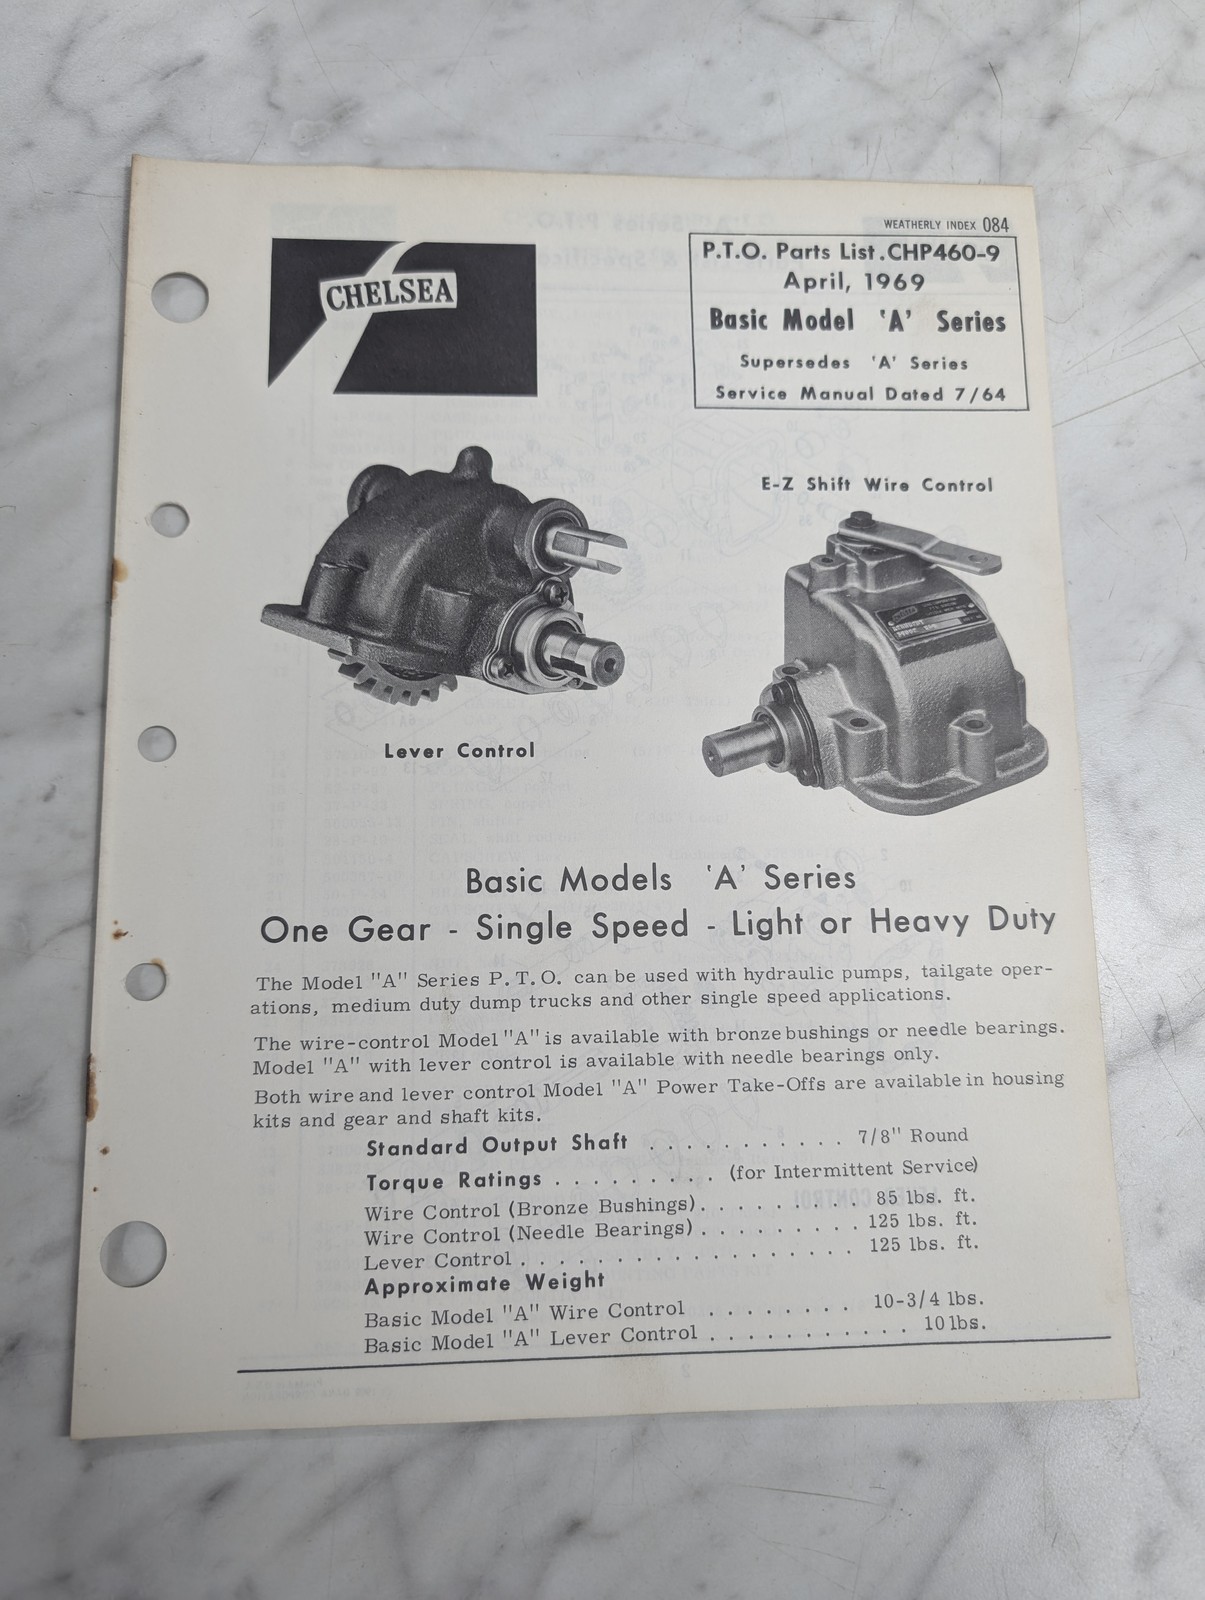 WEATHERLY INDEX 084
CHELSEA
P.T.O. Parts List.CHP460-9
April, 1969
Basic Model 'A' Series
Supersedes 'A' Series
Service Manual Dated 7/64
E-Z Shift Wire Control
CHELSEA
Lever Control
Basic Models 'A' Series
One Gear - Single Speed - Light or Heavy Duty
The Model "A" Series P.T.O. can be used with hydraulic pumps, tailgate oper-
ations, medium duty dump trucks and other single speed applications.
The wire-control Model "A" is available with bronze bushings or needle bearings.
Model "A" with lever control is available with needle bearings only.
Both wire and lever control Model "A" Power Take-Offs are available in housing
kits and gear and shaft kits.
Standard Output Shaft . . . . . . . . . . . 7/8" Round
Torque Ratings . . . . . . . . . (for Intermittent Service)
Wire Control (Bronze Bushings) . . . . . . . . . 85 lbs. ft.
Wire Control (Needle Bearings) . . . . . . . . . 125 lbs. ft.
Lever Control . . . . . . . . . . . . . . . . . . 125 lbs. ft.
Approximate Weight
Basic Model "A" Wire Control . . . . . . . . 10-3/4 lbs.
Basic Model "A" Lever Control . . . . . . . . . . . 10 lbs.